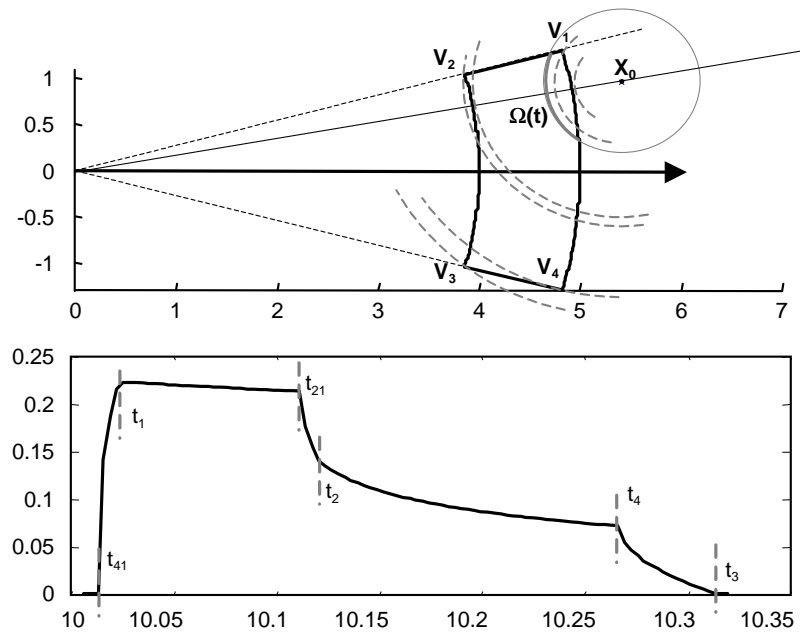 V₁
V₂
X₀
1
0.5
Ω(t)
0
-0.5
-1
V₃
V₄
0 1 2 3 4 5 6 7
0.25
t₂₁
0.2
t₁
0.15
t₂
t₄
0.1
0.05
t₄₁
t₃
0
10 10.05 10.1 10.15 10.2 10.25 10.3 10.35